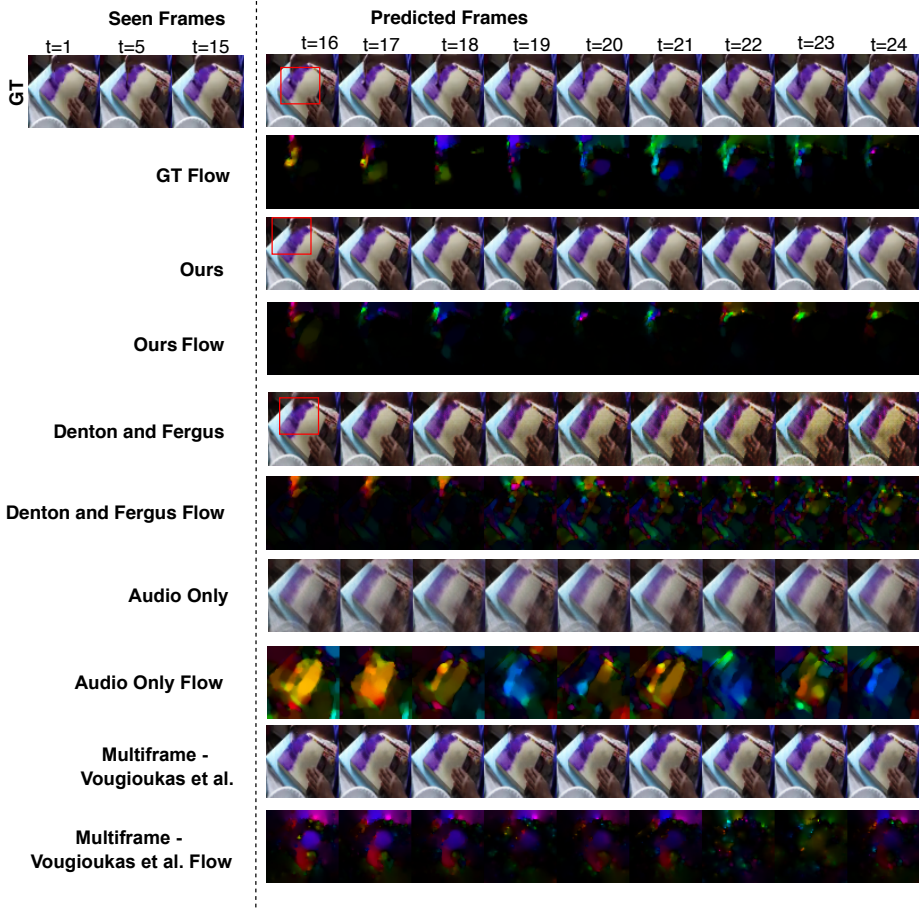 Seen Frames
Predicted Frames
t=1 t=5 t=15
t=16 t=17 t=18 t=19 t=20 t=21 t=22 t=23 t=24
GT
GT Flow
Ours
Ours Flow
Denton and Fergus
Denton and Fergus Flow
Audio Only
Audio Only Flow
Multiframe -
Vougioukas et al.
Multiframe -
Vougioukas et al. Flow